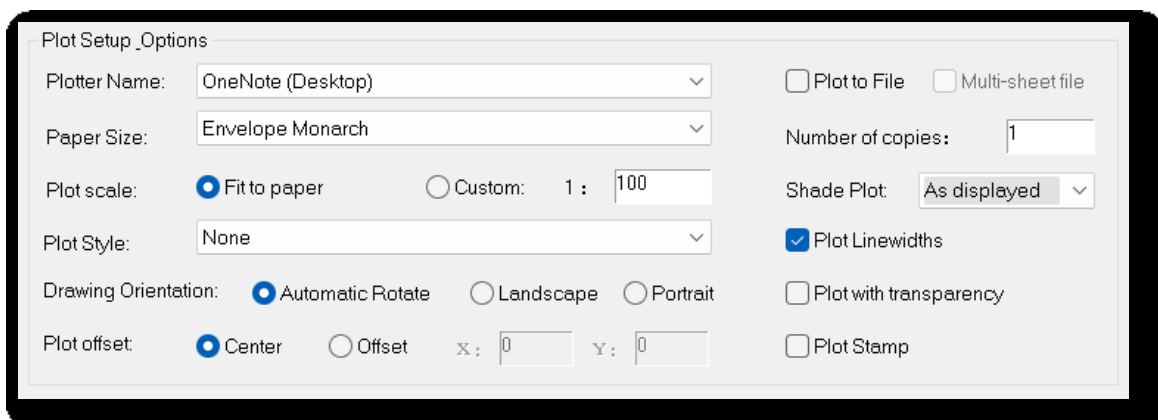 Plot Setup_Options
Plotter Name: OneNote (Desktop) Plot to File Multi-sheet file
Paper Size: Envelope Monarch Number of copies： 1
Plot scale: Fit to paper Custom: 1： 100 Shade Plot: As displayed
Plot Style: None Plot Linewidths
Drawing Orientation: Automatic Rotate Landscape Portrait Plot with transparency
Plot offset: Center Offset X： 0 Y： 0 Plot Stamp